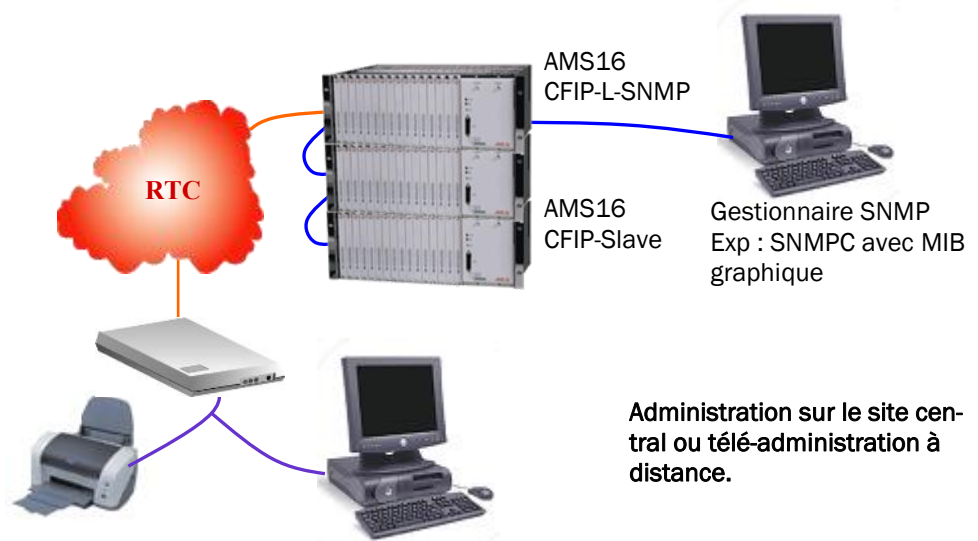 AMS16
CFIP-L-SNMP
RTC
AMS16
CFIP-Slave
Gestionnaire SNMP
Exp : SNMPC avec MIB
graphique
Administration sur le site cen-
tral ou télé-administration à
distance.